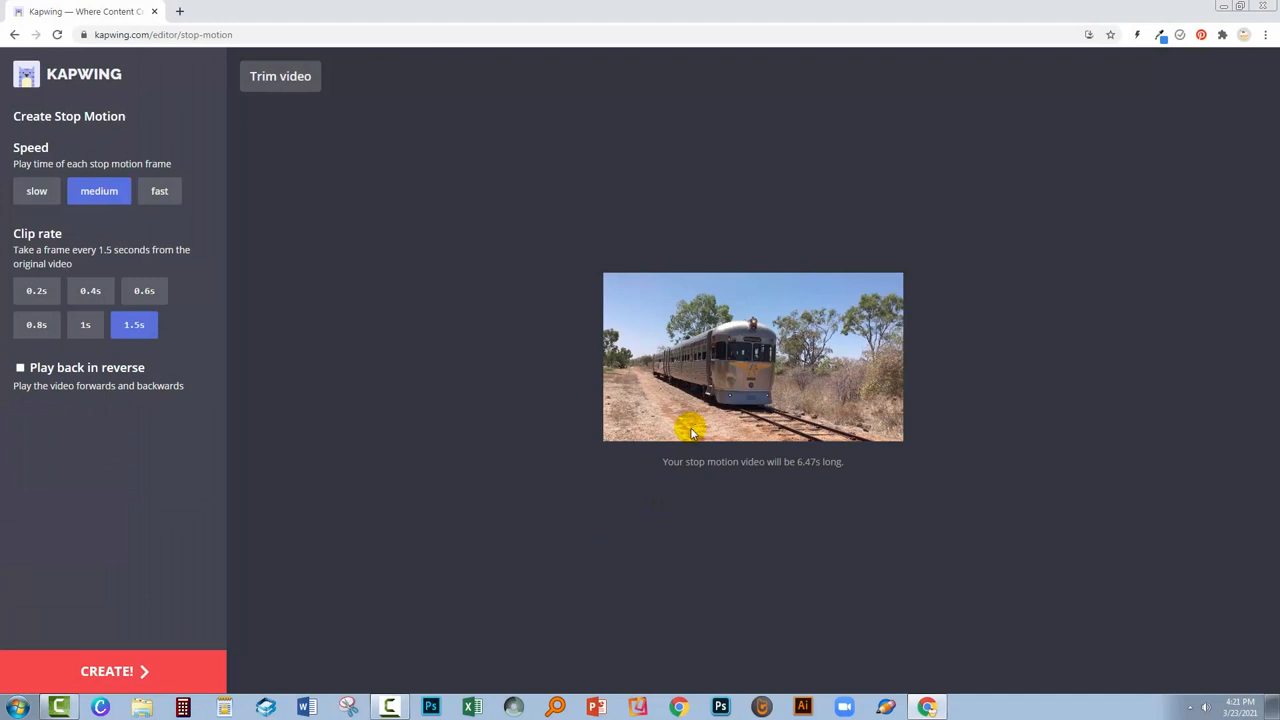 Kapwing — Where Content C
kapwing.com/editor/stop-motion
KAPWING
Trim video
Create Stop Motion
Speed
Play time of each stop motion frame
slow
medium
fast
Clip rate
Take a frame every 1.5 seconds from the
original video
0.2s
0.4s
0.6s
0.8s
1s
1.5s
Play back in reverse
Play the video forwards and backwards
Your stop motion video will be 6.47s long.
CREATE!
4:21 PM
3/23/2021